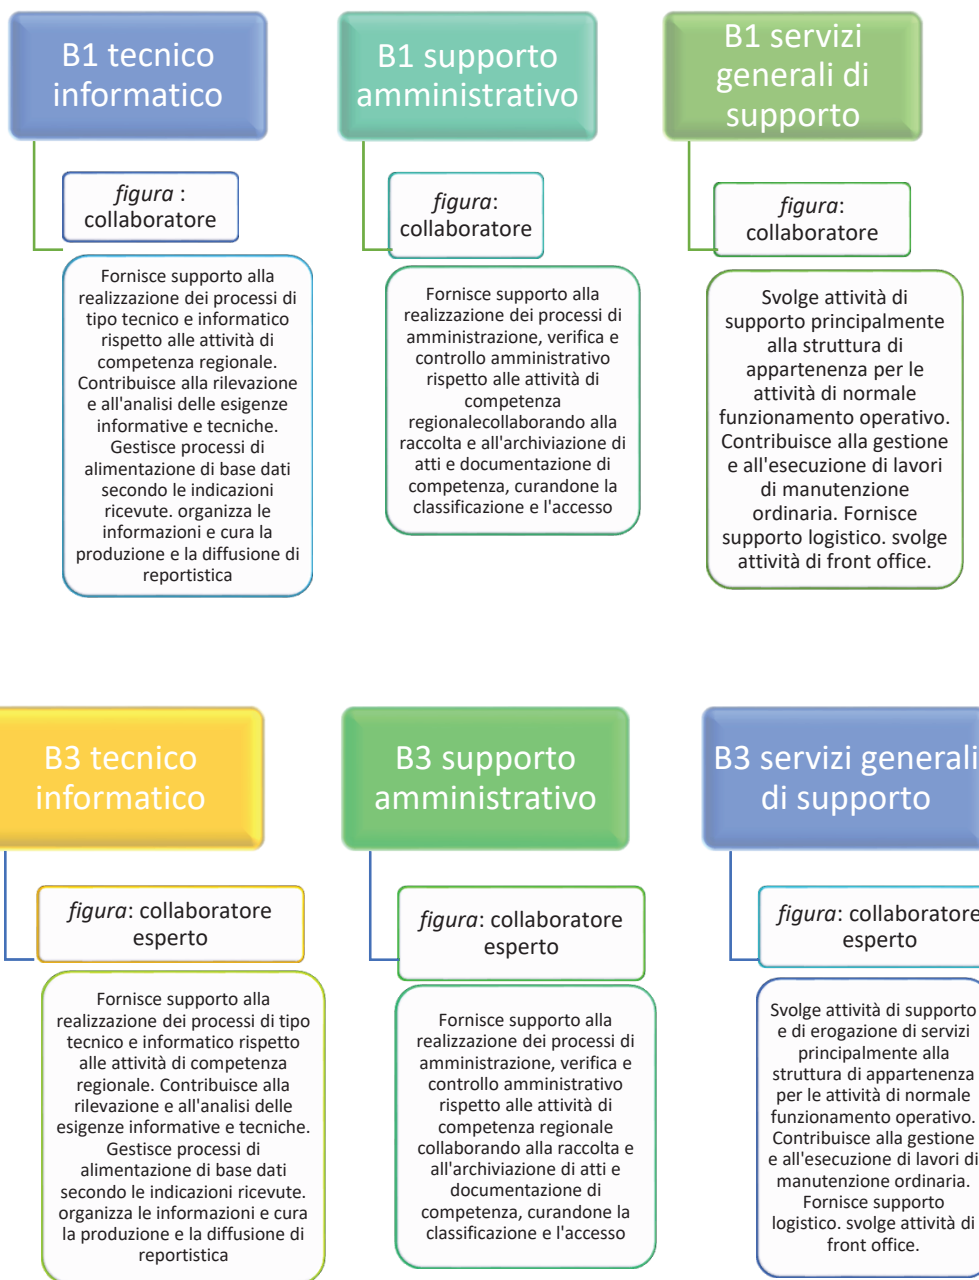 B1 tecnico
informatico
figura :
collaboratore
Fornisce supporto alla
realizzazione dei processi di
tipo tecnico e informatico
rispetto alle attività di
competenza regionale.
Contribuisce alla rilevazione
e all'analisi delle esigenze
informative e tecniche.
Gestisce processi di
alimentazione di base dati
secondo le indicazioni
ricevute. organizza le
informazioni e cura la
produzione e la diffusione di
reportistica
B1 supporto
amministrativo
figura:
collaboratore
Fornisce supporto alla
realizzazione dei processi di
amministrazione, verifica e
controllo amministrativo
rispetto alle attività di
competenza
regionalecollaborando alla
raccolta e all'archiviazione di
atti e documentazione di
competenza, curandone la
classificazione e l'accesso
B1 servizi
generali di
supporto
figura:
collaboratore
Svolge attività di
supporto principalmente
alla struttura di
appartenenza per le
attività di normale
funzionamento operativo.
Contribuisce alla gestione
e all'esecuzione di lavori
di manutenzione
ordinaria. Fornisce
supporto logistico. svolge
attività di front office.
B3 tecnico
informatico
figura: collaboratore
esperto
Fornisce supporto alla
realizzazione dei processi di tipo
tecnico e informatico rispetto
alle attività di competenza
regionale. Contribuisce alla
rilevazione e all'analisi delle
esigenze informative e tecniche.
Gestisce processi di
alimentazione di base dati
secondo le indicazioni ricevute.
organizza le informazioni e cura
la produzione e la diffusione di
reportistica
B3 supporto
amministrativo
figura: collaboratore
esperto
Fornisce supporto alla
realizzazione dei processi di
amministrazione, verifica e
controllo amministrativo
rispetto alle attività di
competenza regionale
collaborando alla raccolta e
all'archiviazione di atti e
documentazione di
competenza, curandone la
classificazione e l'accesso
B3 servizi generali
di supporto
figura: collaboratore
esperto
Svolge attività di supporto
e di erogazione di servizi
principalmente alla
struttura di appartenenza
per le attività di normale
funzionamento operativo.
Contribuisce alla gestione
e all'esecuzione di lavori di
manutenzione ordinaria.
Fornisce supporto
logistico. svolge attività di
front office.